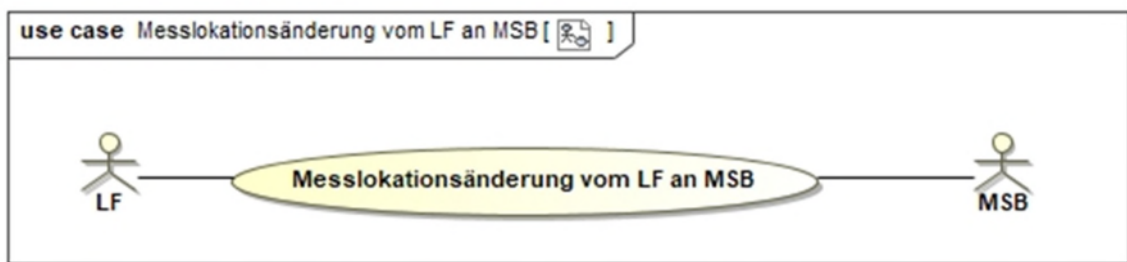 use case Messlokationsänderung vom LF an MSB [ ]
Messlokationsänderung vom LF an MSB
LF
MSB